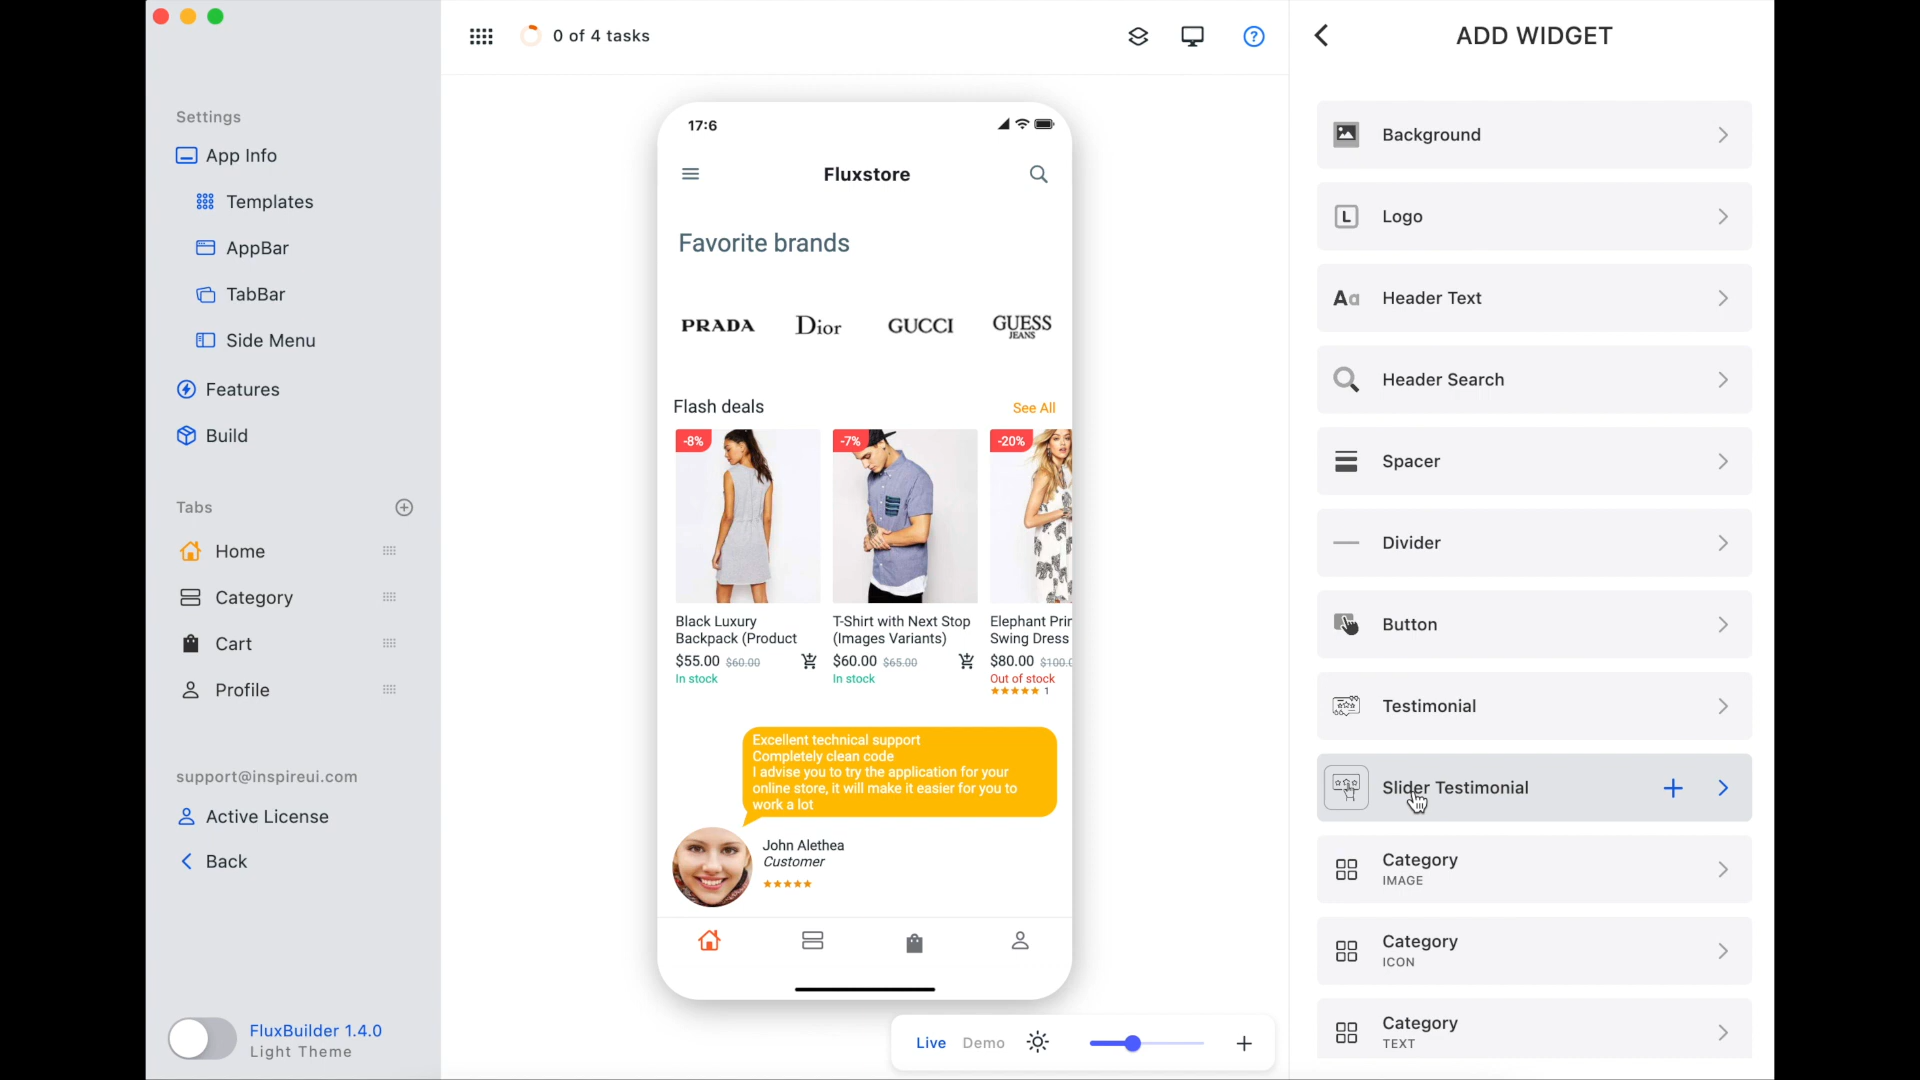 Settings
App Info
Templates
AppBar
TabBar
Side Menu
Features
Build
Tabs
Home
Category
Cart
Profile
support@inspireui.com
Active License
Back
FluxBuilder 1.4.0
Light Theme
0 of 4 tasks
?
17:6
Fluxstore
Favorite brands
PRADA
Dior
GUCCI
GUESS
JEANS
Flash deals
See All
-8%
-7%
-20%
Black Luxury
Backpack (Product
$55.00 $60.00
In stock
T-Shirt with Next Stop
(Images Variants)
$60.00 $65.00
In stock
Elephant Prin
Swing Dress
$80.00 $100.0
Out of stock
1
Excellent technical support
Completely clean code
I advise you to try the application for your
online store, it will make it easier for you to
work a lot
John Alethea
Customer
Live Demo
ADD WIDGET
Background
L Logo
Aa Header Text
Header Search
Spacer
Divider
Button
Testimonial
Slider Testimonial
Category
IMAGE
Category
ICON
Category
TEXT